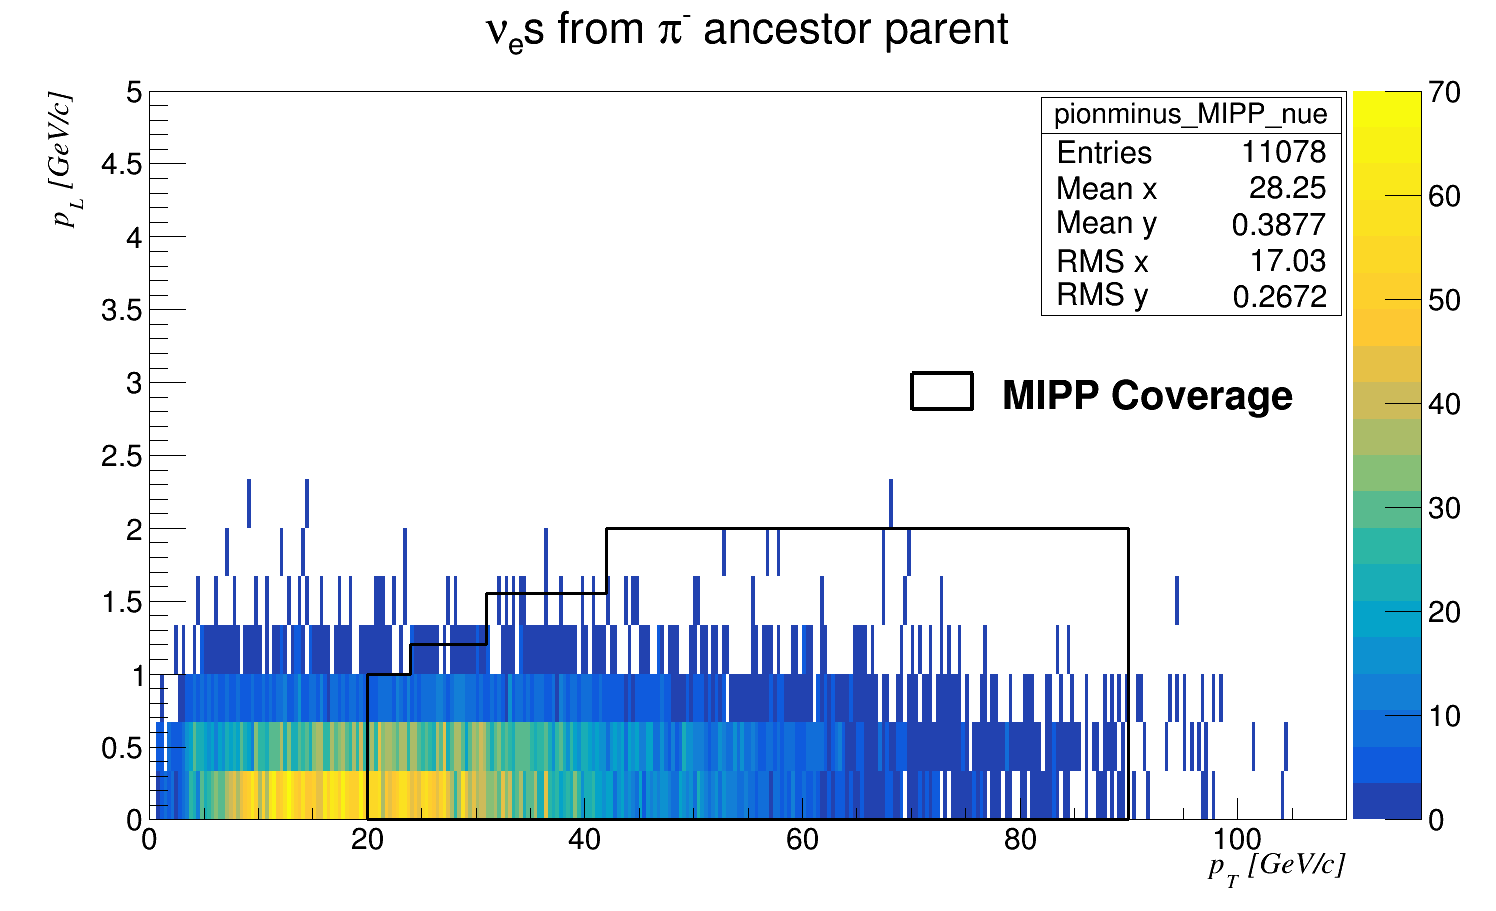 νes from π- ancestor parent
pL [GeV/c]
5
4.5
4
3.5
3
2.5
2
1.5
1
0.5
0
pionminus_MIPP_nue
Entries 11078
Mean x 28.25
Mean y 0.3877
RMS x 17.03
RMS y 0.2672
MIPP Coverage
70
60
50
40
30
20
10
0
0 20 40 60 80 100
pT [GeV/c]